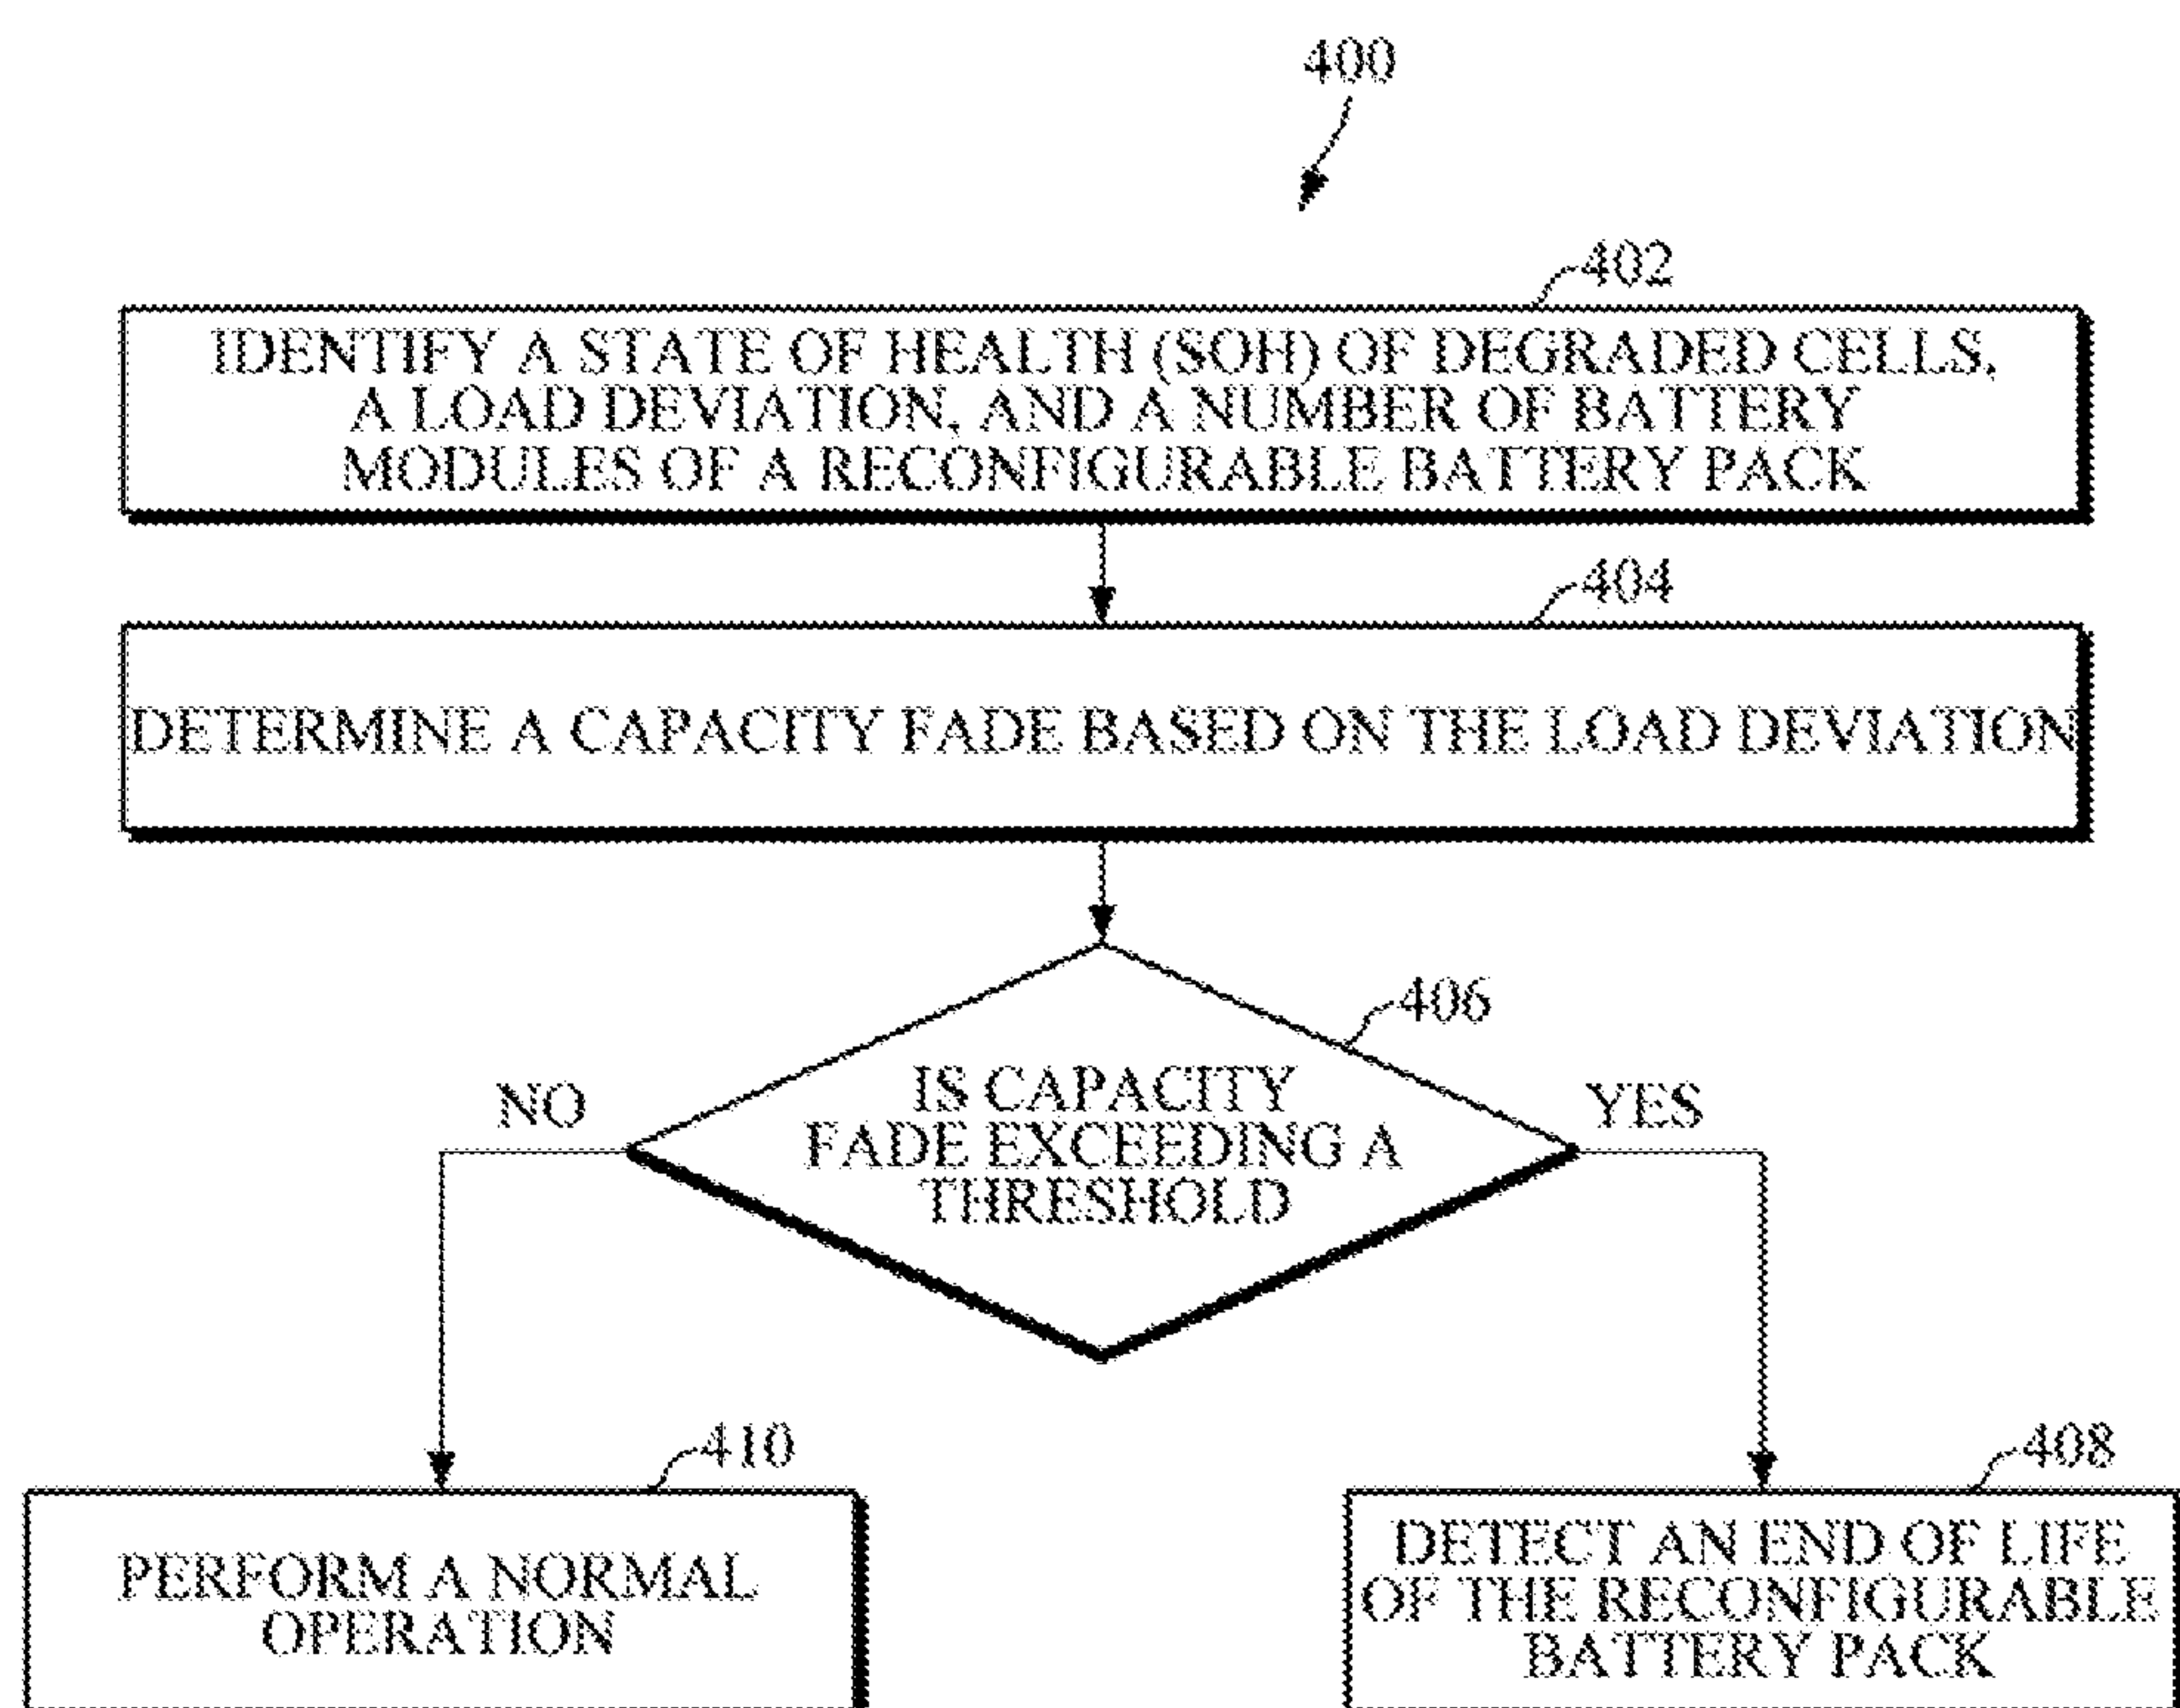 400
402
IDENTIFY A STATE OF HEALTH (SOH) OF DEGRADED CELLS,
A LOAD DEVIATION, AND A NUMBER OF BATTERY
MODULES OF A RECONFIGURABLE BATTERY PACK
404
DETERMINE A CAPACITY FADE BASED ON THE LOAD DEVIATION
406
IS CAPACITY
FADE EXCEEDING A
THRESHOLD
NO
YES
410
PERFORM A NORMAL
OPERATION
408
DETECT AN END OF LIFE
OF THE RECONFIGURABLE
BATTERY PACK